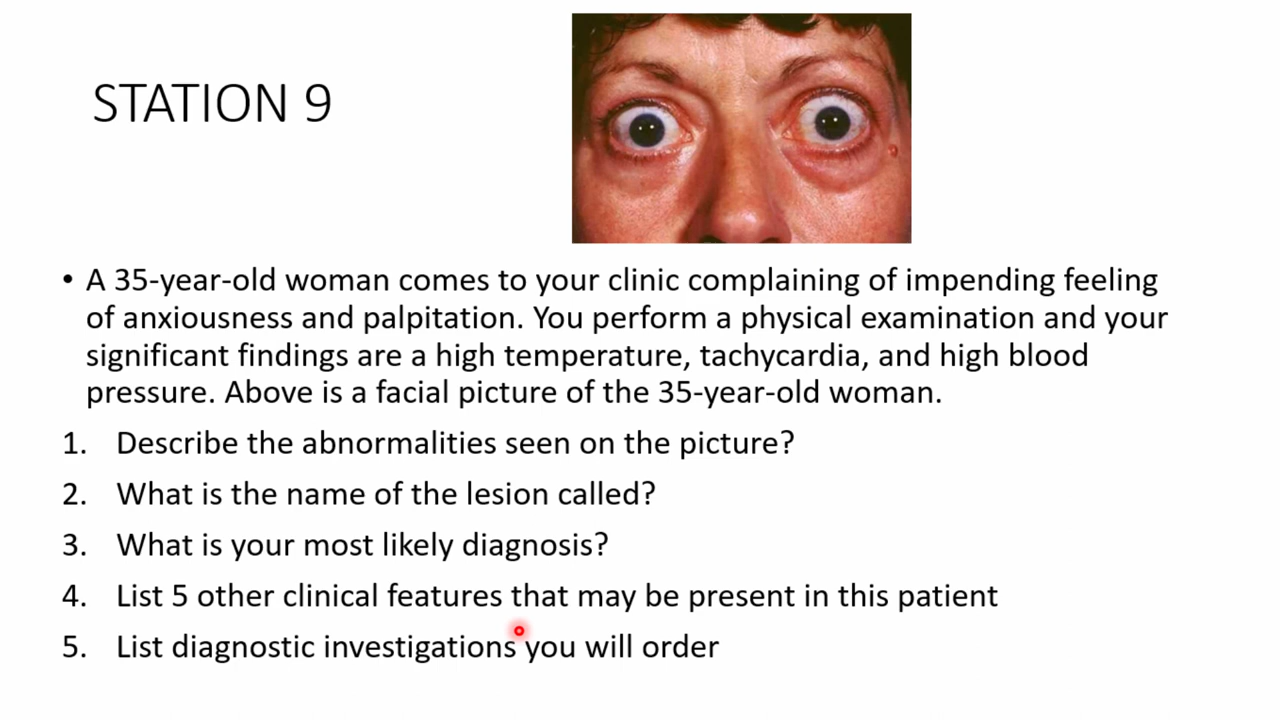 STATION 9
• A 35-year-old woman comes to your clinic complaining of impending feeling
of anxiousness and palpitation. You perform a physical examination and your
significant findings are a high temperature, tachycardia, and high blood
pressure. Above is a facial picture of the 35-year-old woman.
1. Describe the abnormalities seen on the picture?
2. What is the name of the lesion called?
3. What is your most likely diagnosis?
4. List 5 other clinical features that may be present in this patient
5. List diagnostic investigations you will order